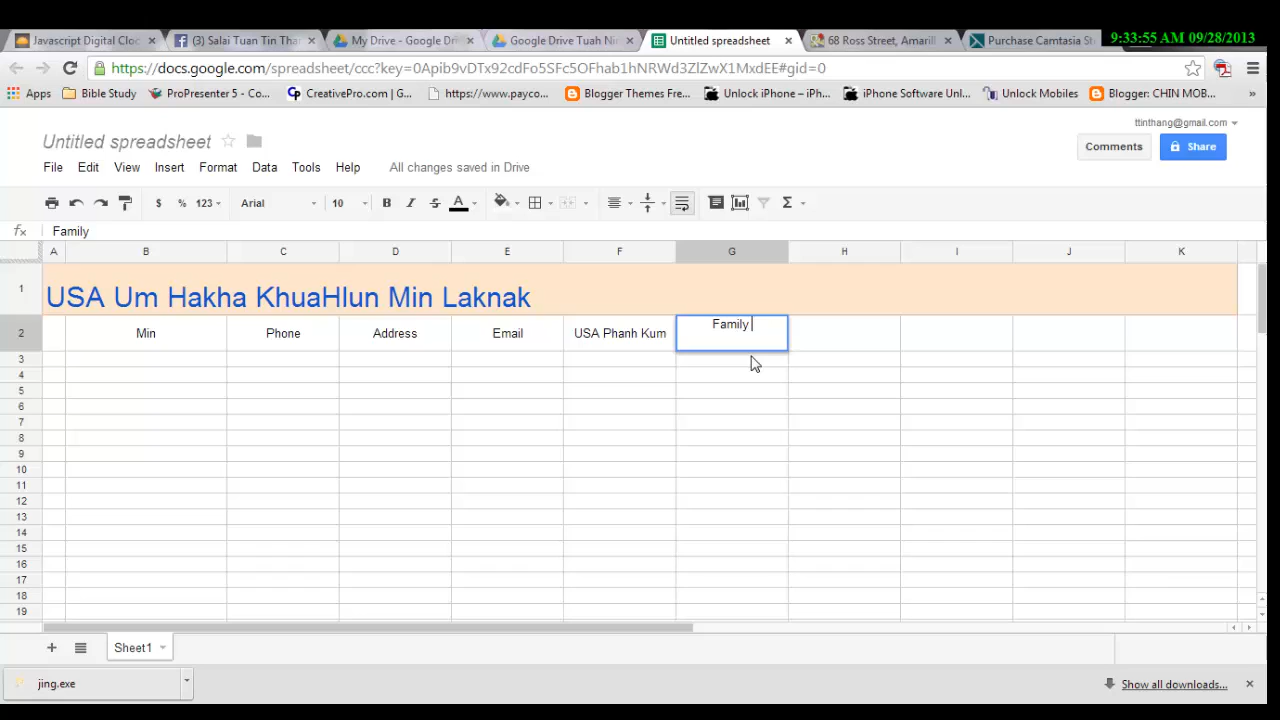 9:33:55 AM 09/28/2013
Javascript Digital Cloc
(3) Salai Tuan Tin Tha
My Drive - Google Dri
Google Drive Tuah Nin
Untitled spreadsheet
68 Ross Street, Amarill
Purchase Camtasia St
https://docs.google.com/spreadsheet/ccc?key=0Apib9vDTx92cdFo5SFc5OFhab1hNRWd3ZlZwX1MxdEE#gid=0
Apps
Bible Study
ProPresenter 5 - Co...
CreativePro.com | G...
https://www.payco...
Blogger Themes Fre...
Unlock iPhone – iPh...
iPhone Software Unl...
Unlock Mobiles
Blogger: CHIN MOB...
»
ttinthang@gmail.com
Untitled spreadsheet
Comments
Share
File Edit View Insert Format Data Tools Help All changes saved in Drive
$ % 123 Arial 10 B I S A Σ
fx Family
A B C D E F G H I J K
1 USA Um Hakha KhuaHlun Min Laknak
2 Min Phone Address Email USA Phanh Kum Family
3
4
5
6
7
8
9
10
11
12
13
14
15
16
17
18
19
+ Sheet1
jing.exe
Show all downloads...